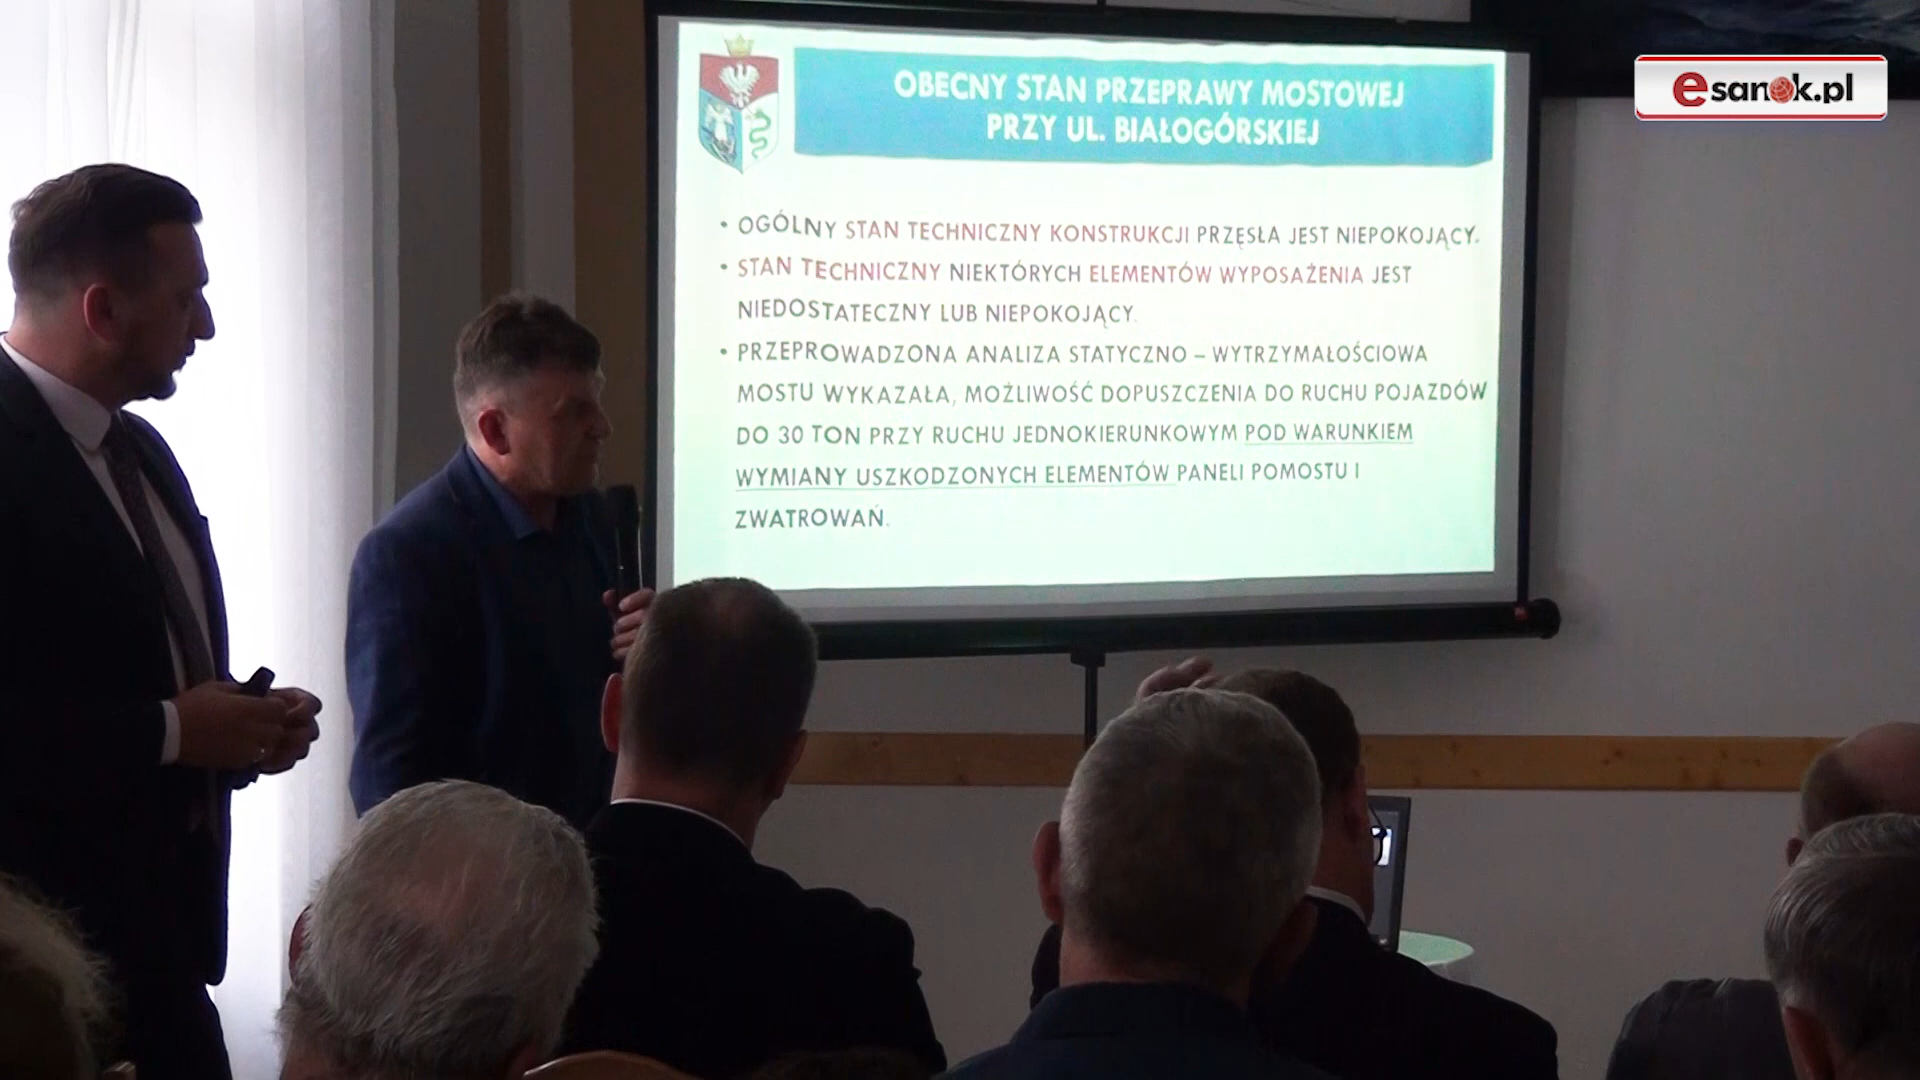 esanok.pl
OBECNY STAN PRZEPRAWY MOSTOWEJ
PRZY UL. BIAŁOGÓRSKIEJ
• OGÓLNY STAN TECHNICZNY KONSTRUKCJI PRZĘSŁA JEST NIEPOKOJĄCY.
• STAN TECHNICZNY NIEKTÓRYCH ELEMENTÓW WYPOSAŻENIA JEST
NIEDOSTATECZNY LUB NIEPOKOJĄCY.
• PRZEPROWADZONA ANALIZA STATYCZNO – WYTRZYMAŁOŚCIOWA
MOSTU WYKAZAŁA, MOŻLIWOŚĆ DOPUSZCZENIA DO RUCHU POJAZDÓW
DO 30 TON PRZY RUCHU JEDNOKIERUNKOWYM POD WARUNKIEM
WYMIANY USZKODZONYCH ELEMENTÓW PANELI POMOSTU I
ZWATROWAŃ.